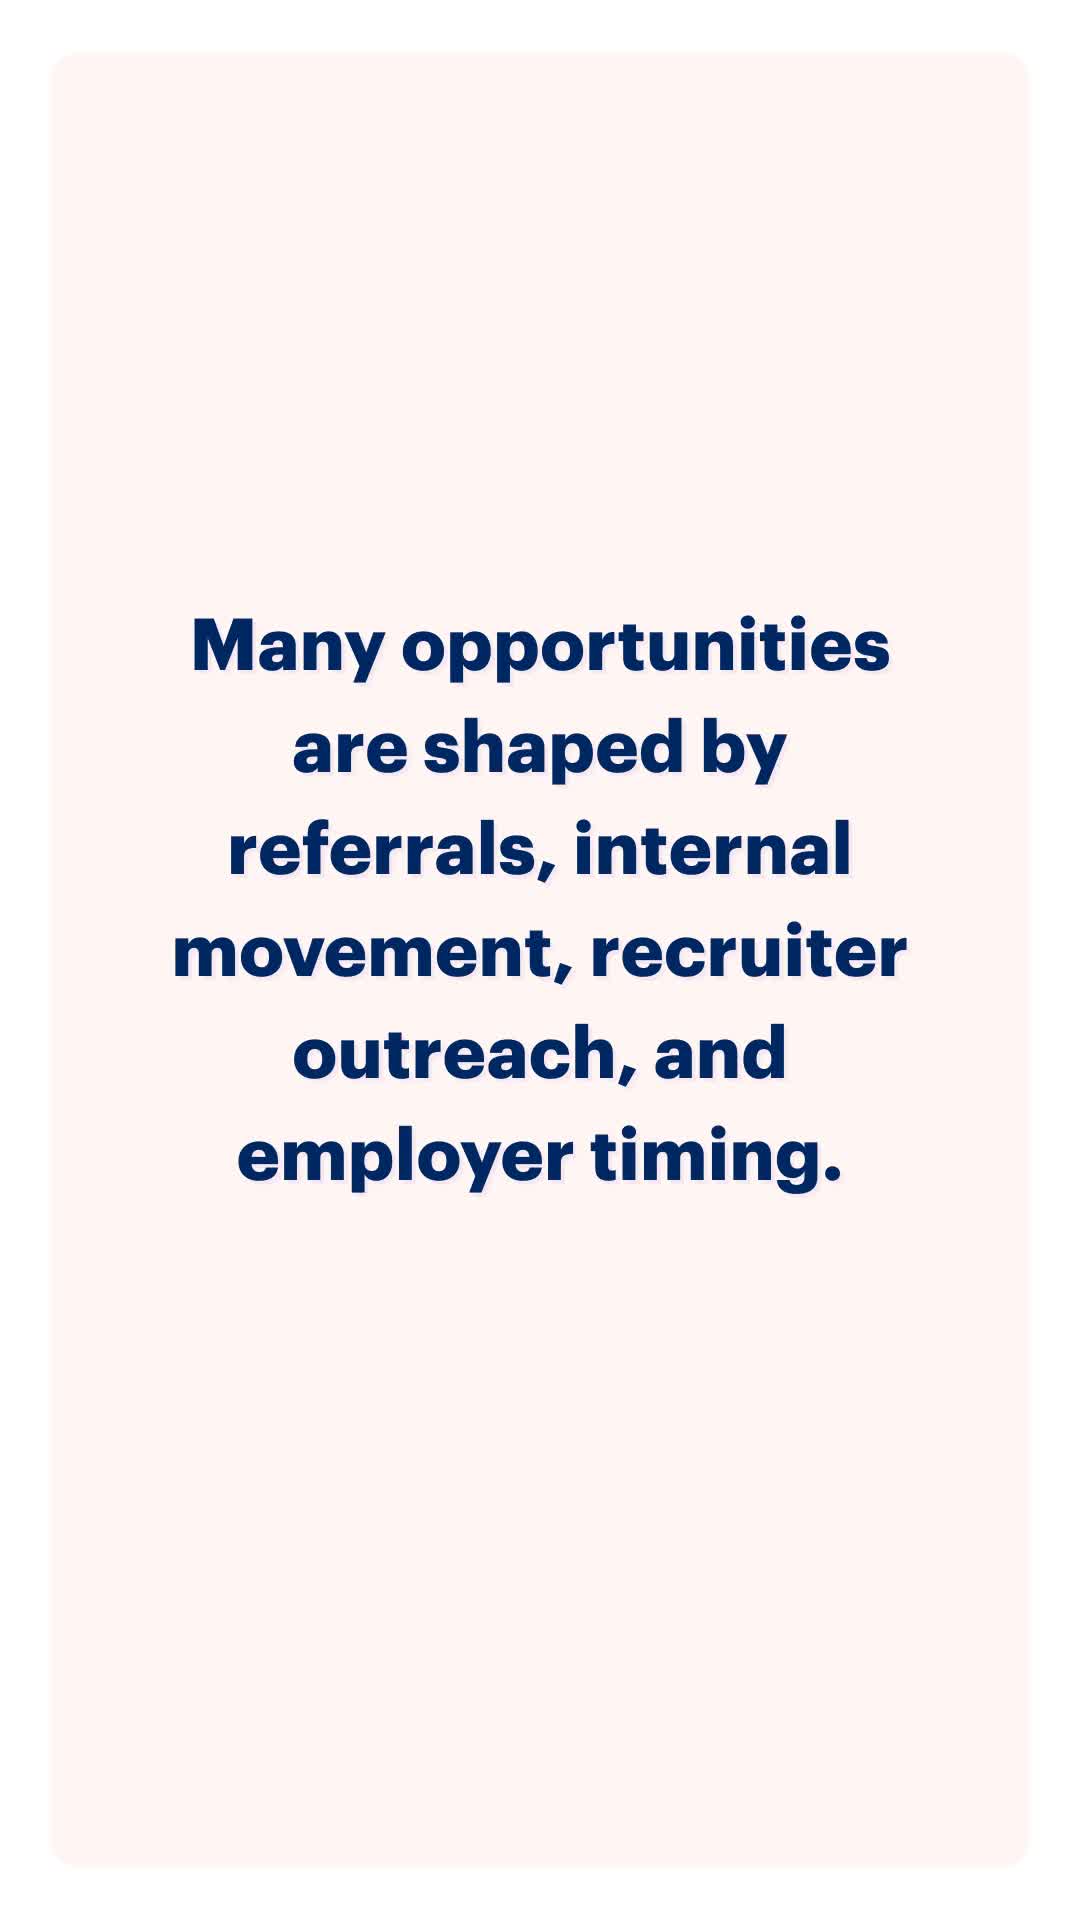 Many opportunities
are shaped by
referrals, internal
movement, recruiter
outreach, and
employer timing.